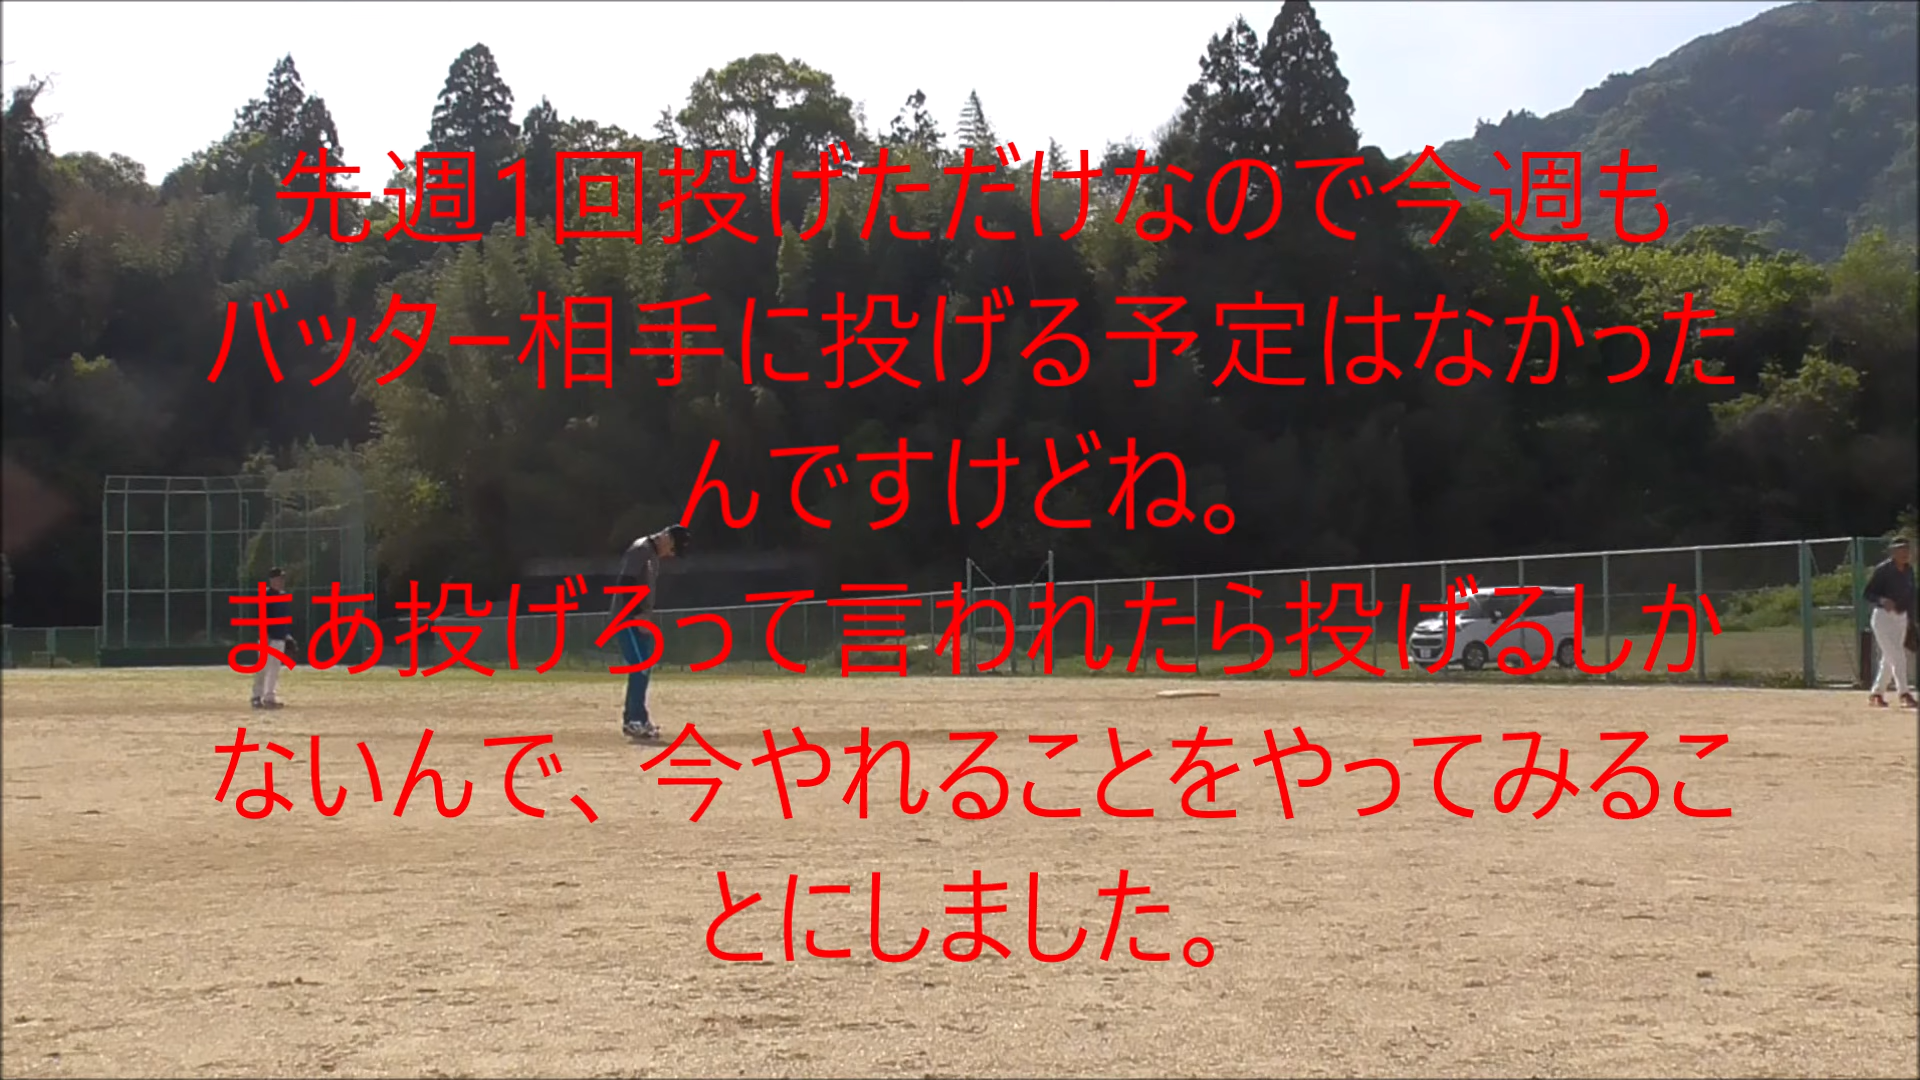 先週1回投げただけなので今週も
バッター相手に投げる予定はなかった
んですけどね。
まあ投げろって言われたら投げるしか
ないんで、今やれることをやってみるこ
とにしました。